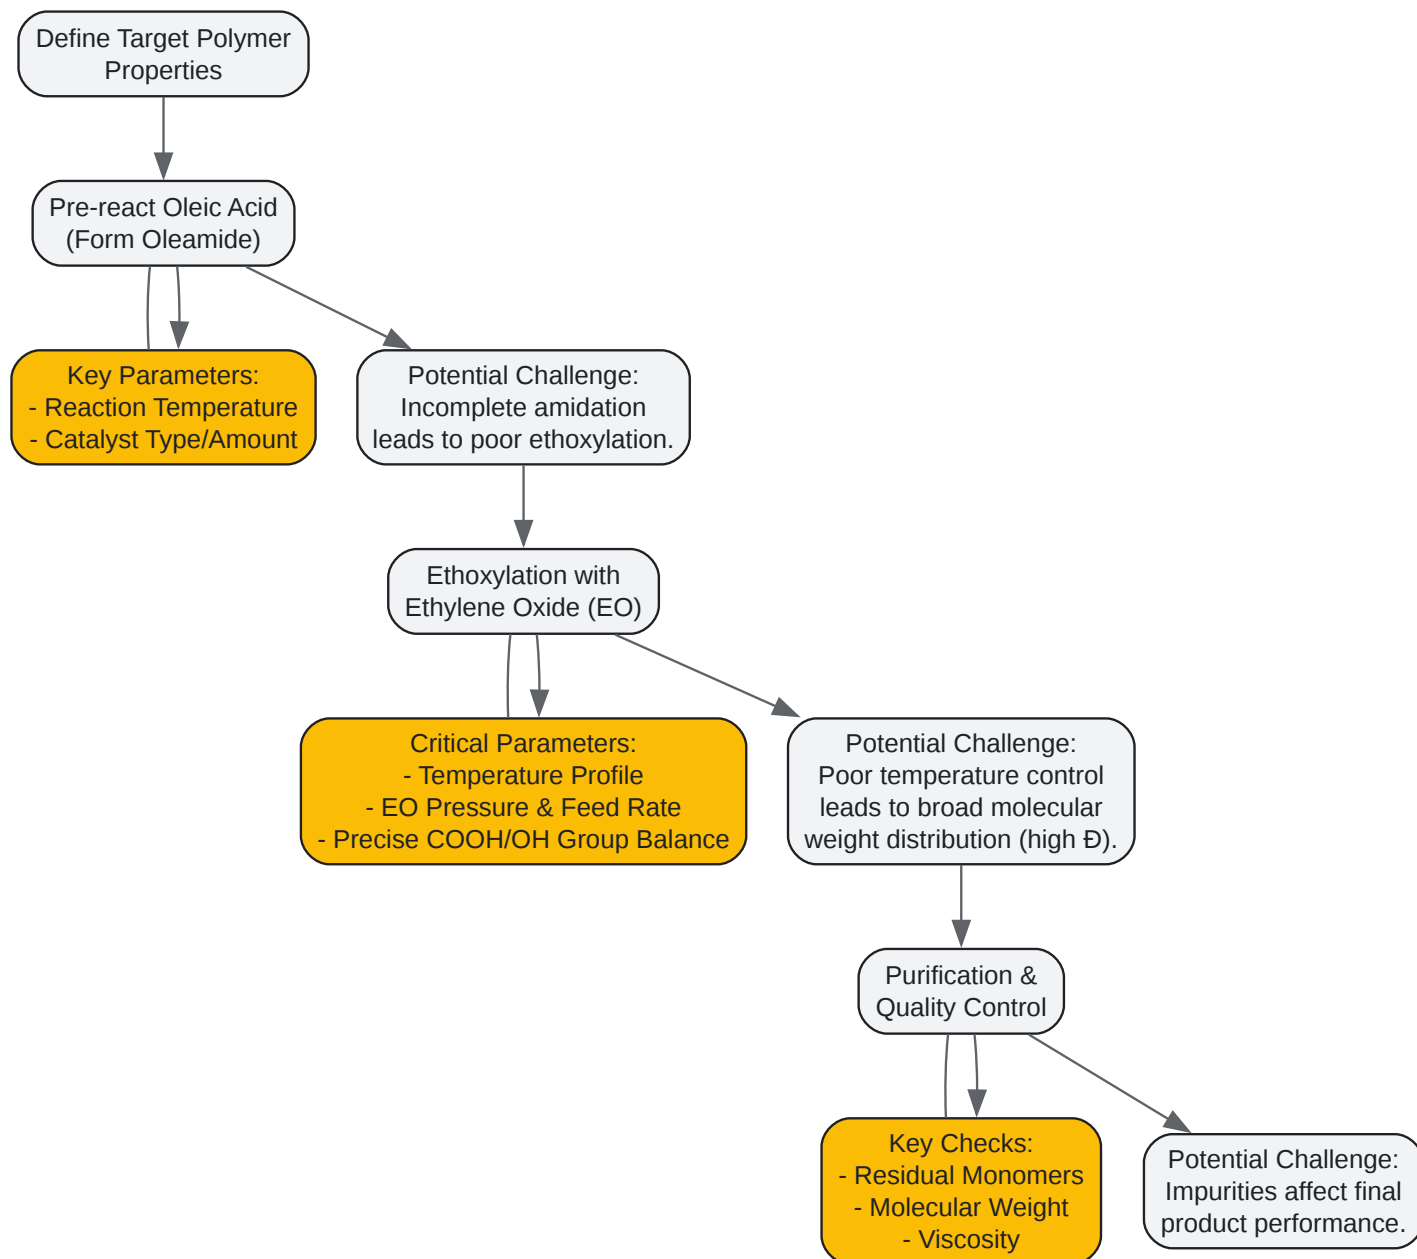 Define Target Polymer
Properties
Pre-react Oleic Acid
(Form Oleamide)
Key Parameters:
- Reaction Temperature
- Catalyst Type/Amount
Potential Challenge:
Incomplete amidation
leads to poor ethoxylation.
Ethoxylation with
Ethylene Oxide (EO)
Critical Parameters:
- Temperature Profile
- EO Pressure & Feed Rate
- Precise COOH/OH Group Balance
Potential Challenge:
Poor temperature control
leads to broad molecular
weight distribution (high Đ).
Purification &
Quality Control
Key Checks:
- Residual Monomers
- Molecular Weight
- Viscosity
Potential Challenge:
Impurities affect final
product performance.